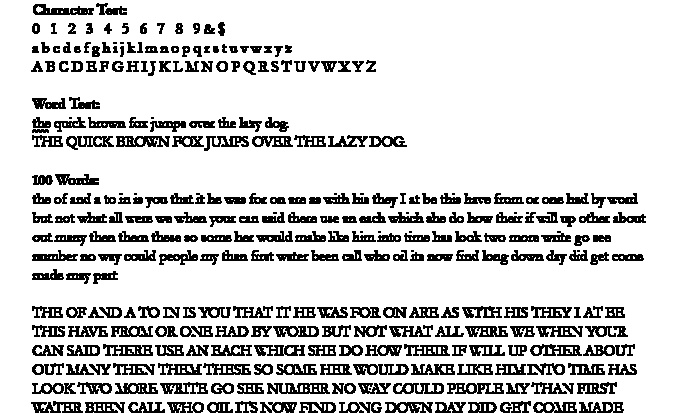 Character Test:
0 1 2 3 4 5 6 7 8 9&$
a b c d e f g h i j k l m n o p q r s t u v w x y z
A B C D E F G H I J K L M N O P Q R S T U V W X Y Z
Word Test:
the quick brown fox jumps over the lazy dog.
THE QUICK BROWN FOX JUMPS OVER THE LAZY DOG.
100 Words:
the of and a to in is you that it he was for on are as with his they I at be this have from or one had by word
but not what all were we when your can said there use an each which she do how their if will up other about
out many then them these so some her would make like him into time has look two more write go see
number no way could people my than first water been call who oil its now find long down day did get come
made may part
THE OF AND A TO IN IS YOU THAT IT HE WAS FOR ON ARE AS WITH HIS THEY I AT BE
THIS HAVE FROM OR ONE HAD BY WORD BUT NOT WHAT ALL WERE WE WHEN YOUR
CAN SAID THERE USE AN EACH WHICH SHE DO HOW THEIR IF WILL UP OTHER ABOUT
OUT MANY THEN THEM THESE SO SOME HER WOULD MAKE LIKE HIM INTO TIME HAS
LOOK TWO MORE WRITE GO SEE NUMBER NO WAY COULD PEOPLE MY THAN FIRST
WATER BEEN CALL WHO OIL ITS NOW FIND LONG DOWN DAY DID GET COME MADE